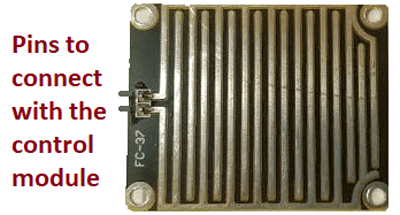 Pins to
connect
with the
control
module
FC-37